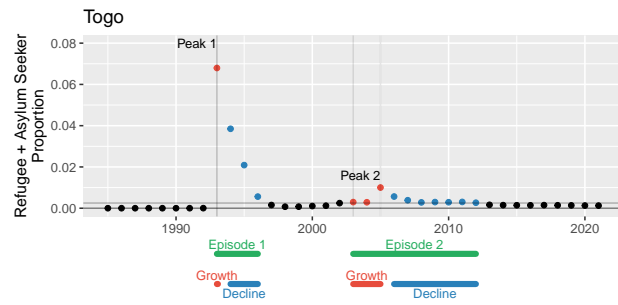 Togo
Refugee + Asylum Seeker
Proportion
0.08
0.06
0.04
0.02
0.00
Peak 1
Peak 2
1990
2000
2010
2020
Episode 1
Episode 2
Growth
Growth
Decline
Decline